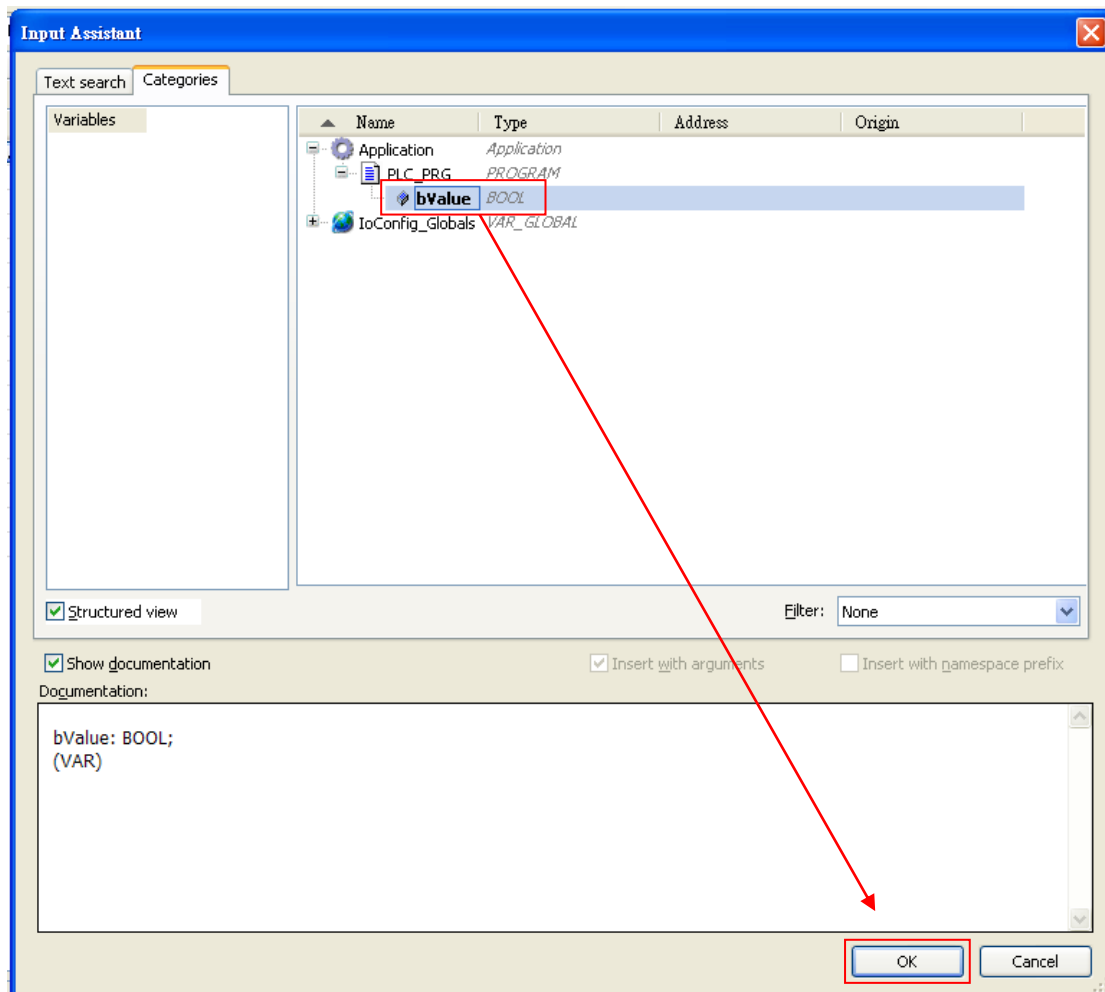 Input Assistant
Text search Categories
Variables
Name Type Address Origin
Application Application
PLC_PRG PROGRAM
bValue BOOL
IoConfig_Globals VAR_GLOBAL
Structured view Filter: None
Show documentation Insert with arguments Insert with namespace prefix
Documentation:
bValue: BOOL;
(VAR)
OK Cancel